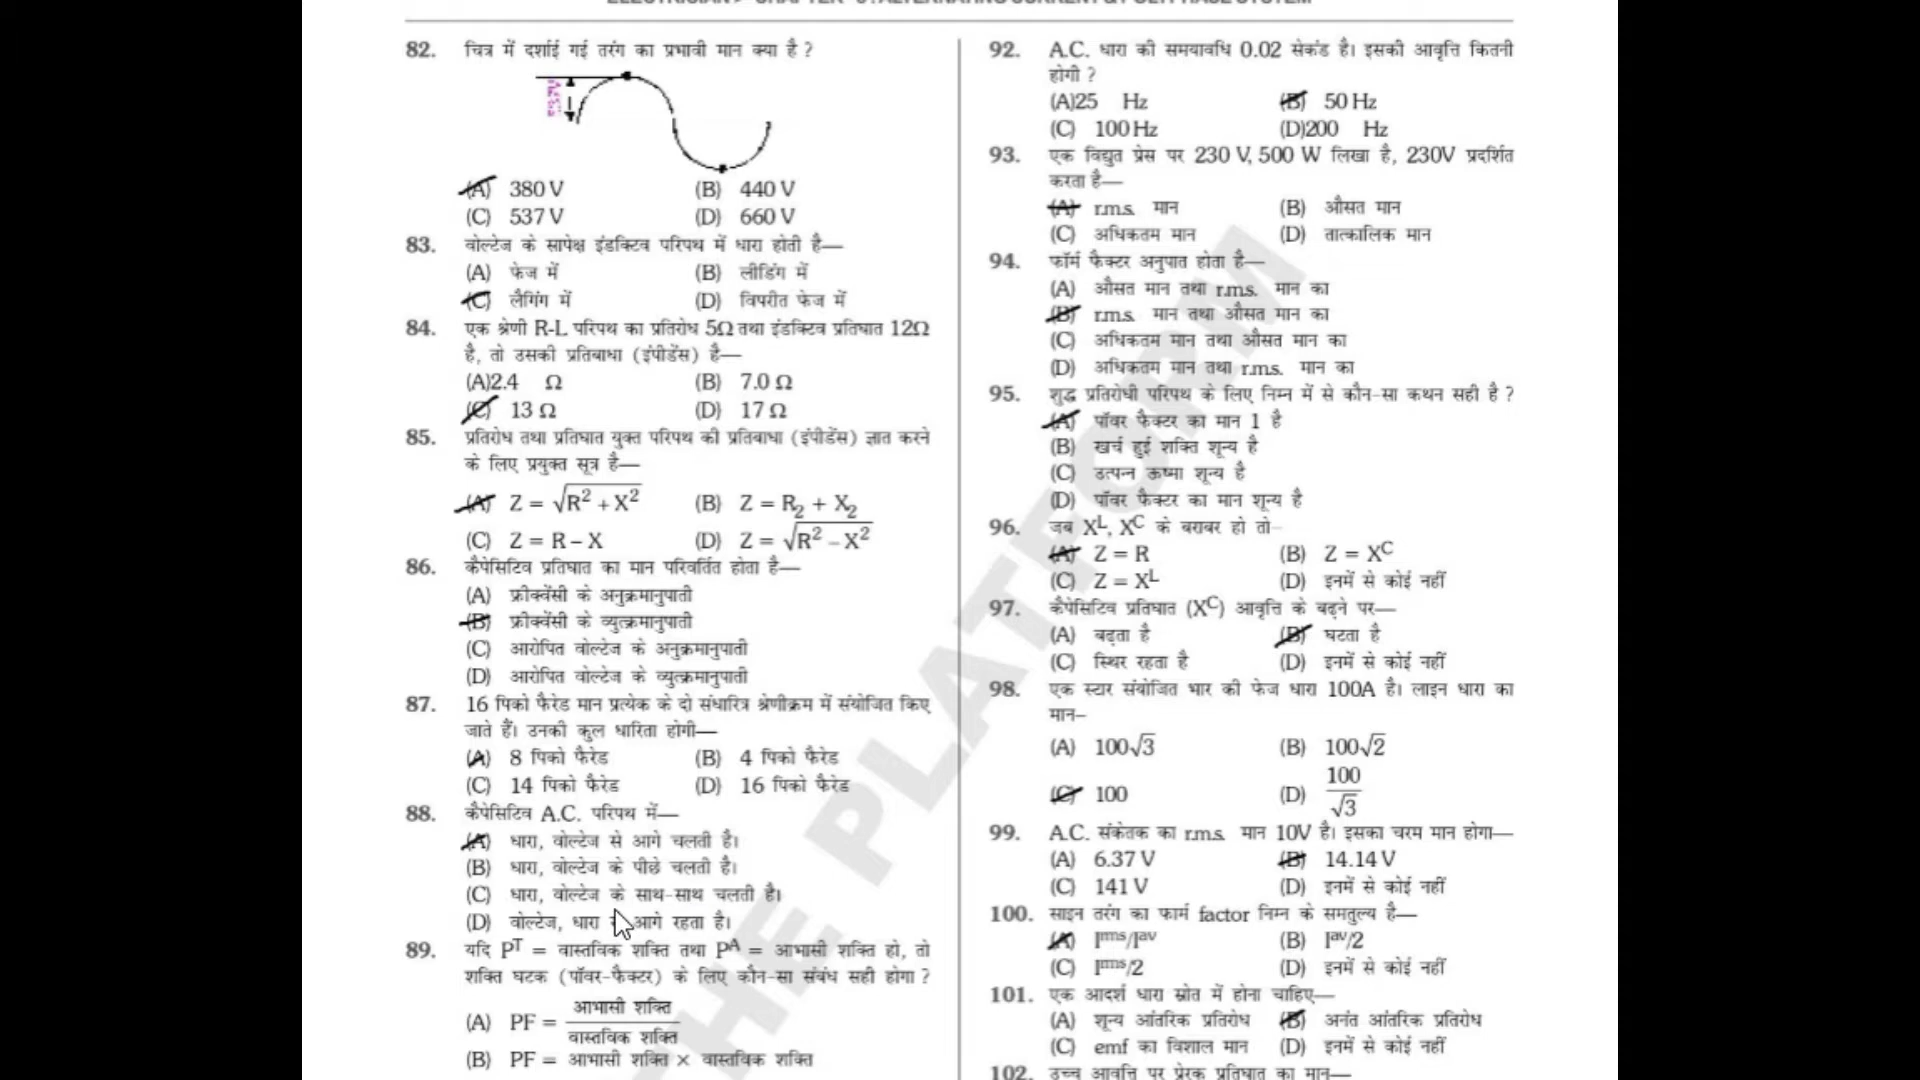 82. चित्र में दर्शाई गई तरंग का प्रभावी मान क्या है ?
537V
(A) 380 V (B) 440 V
(C) 537 V (D) 660 V
83. वोल्टेज के सापेक्ष इंडक्टिव परिपथ में धारा होती है—
(A) फेज में (B) लीडिंग में
(C) लैगिंग में (D) विपरीत फेज में
84. एक श्रेणी R-L परिपथ का प्रतिरोध 5Ω तथा इंडक्टिव प्रतिघात 12Ω
है, तो उसकी प्रतिबाधा (इंपीडेंस) है—
(A)2.4 Ω (B) 7.0 Ω
(C) 13 Ω (D) 17 Ω
85. प्रतिरोध तथा प्रतिघात युक्त परिपथ की प्रतिबाधा (इंपीडेंस) ज्ञात करने
के लिए प्रयुक्त सूत्र है—
(A) Z = √R² + X² (B) Z = R₂ + X₂
(C) Z = R – X (D) Z = √R² – X²
86. कैपेसिटिव प्रतिघात का मान परिवर्तित होता है—
(A) फ्रीक्वेंसी के अनुक्रमानुपाती
(B) फ्रीक्वेंसी के व्युत्क्रमानुपाती
(C) आरोपित वोल्टेज के अनुक्रमानुपाती
(D) आरोपित वोल्टेज के व्युत्क्रमानुपाती
87. 16 पिको फैरेड मान प्रत्येक के दो संधारित्र श्रेणीक्रम में संयोजित किए
जाते हैं। उनकी कुल धारिता होगी—
(A) 8 पिको फैरेड (B) 4 पिको फैरेड
(C) 14 पिको फैरेड (D) 16 पिको फैरेड
88. कैपेसिटिव A.C. परिपथ में—
(A) धारा, वोल्टेज से आगे चलती है।
(B) धारा, वोल्टेज के पीछे चलती है।
(C) धारा, वोल्टेज के साथ-साथ चलती है।
(D) वोल्टेज, धारा आगे रहता है।
89. यदि Pᵀ = वास्तविक शक्ति तथा Pᴬ = आभासी शक्ति हो, तो
शक्ति घटक (पॉवर-फैक्टर) के लिए कौन-सा संबंध सही होगा ?
(A) PF = आभासी शक्ति / वास्तविक शक्ति
(B) PF = आभासी शक्ति × वास्तविक शक्ति
92. A.C. धारा की समयावधि 0.02 सेकंड है। इसकी आवृत्ति कितनी
होगी ?
(A)25 Hz (B) 50 Hz
(C) 100 Hz (D)200 Hz
93. एक विद्युत प्रेस पर 230 V, 500 W लिखा है, 230V प्रदर्शित
करता है—
(A) r.m.s. मान (B) औसत मान
(C) अधिकतम मान (D) तात्कालिक मान
94. फॉर्म फैक्टर अनुपात होता है—
(A) औसत मान तथा r.m.s. मान का
(B) r.m.s. मान तथा औसत मान का
(C) अधिकतम मान तथा औसत मान का
(D) अधिकतम मान तथा r.m.s. मान का
95. शुद्ध प्रतिरोधी परिपथ के लिए निम्न में से कौन-सा कथन सही है ?
(A) पॉवर फैक्टर का मान 1 है
(B) खर्च हुई शक्ति शून्य है
(C) उत्पन्न ऊष्मा शून्य है
(D) पॉवर फैक्टर का मान शून्य है
96. जब Xᴸ, Xᶜ के बराबर हो तो–
(A) Z = R (B) Z = Xᶜ
(C) Z = Xᴸ (D) इनमें से कोई नहीं
97. कैपेसिटिव प्रतिघात (Xᶜ) आवृत्ति के बढ़ने पर—
(A) बढ़ता है (B) घटता है
(C) स्थिर रहता है (D) इनमें से कोई नहीं
98. एक स्टार संयोजित भार की फेज धारा 100A है। लाइन धारा का
मान–
(A) 100√3 (B) 100√2
(C) 100 (D) 100/√3
99. A.C. संकेतक का r.m.s. मान 10V है। इसका चरम मान होगा—
(A) 6.37 V (B) 14.14 V
(C) 141 V (D) इनमें से कोई नहीं
100. साइन तरंग का फार्म factor निम्न के समतुल्य है—
(A) Iʳᵐˢ/Iᵃᵛ (B) Iᵃᵛ/2
(C) Iʳᵐˢ/2 (D) इनमें से कोई नहीं
101. एक आदर्श धारा स्रोत में होना चाहिए—
(A) शून्य आंतरिक प्रतिरोध (B) अनंत आंतरिक प्रतिरोध
(C) emf का विशाल मान (D) इनमें से कोई नहीं
102. उच्च आवृत्ति पर प्रेरक प्रतिघात का मान—
THE PLATFORM